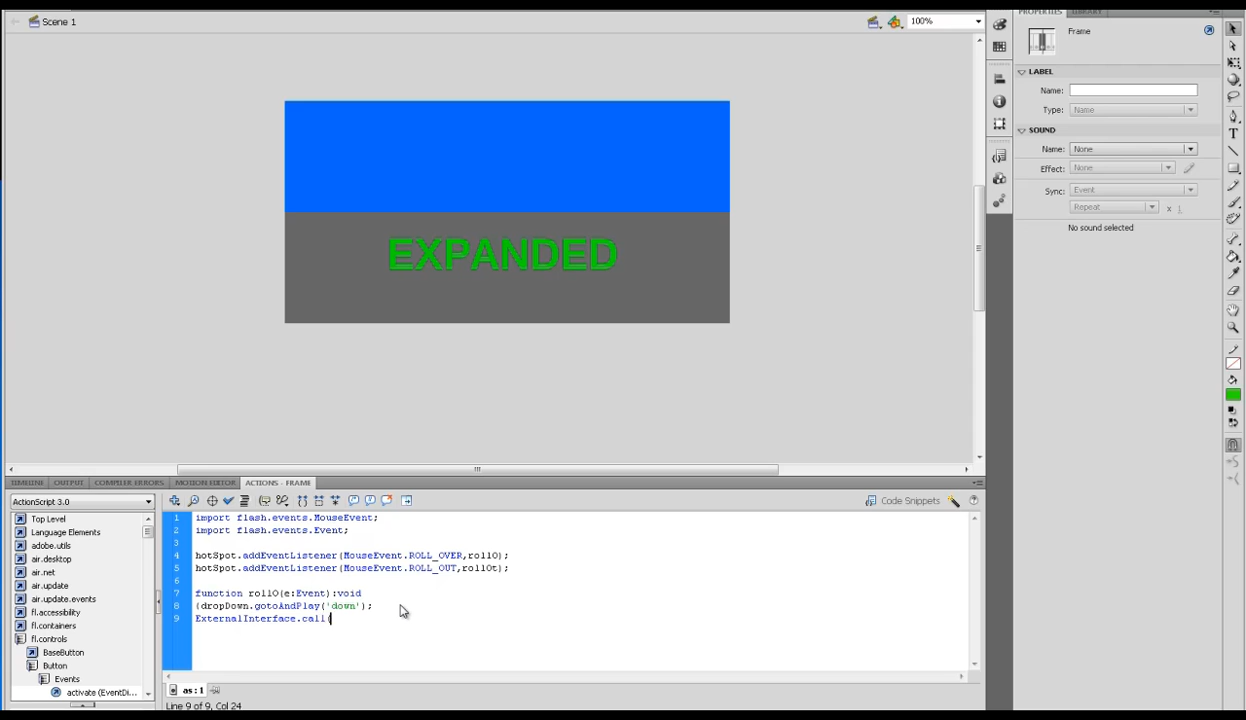 Scene 1
100%
PROPERTIES LIBRARY
Frame
LABEL
Name:
Type: Name
SOUND
Name: None
Effect: None
Sync: Event
Repeat x 1
No sound selected
EXPANDED
TIMELINE OUTPUT COMPILER ERRORS MOTION EDITOR ACTIONS - FRAME
ActionScript 3.0
Code Snippets
Top Level
Language Elements
adobe.utils
air.desktop
air.net
air.update
air.update.events
fl.accessibility
fl.containers
fl.controls
BaseButton
Button
Events
activate (EventDi...
1 import flash.events.MouseEvent;
2 import flash.events.Event;
3
4 hotSpot.addEventListener(MouseEvent.ROLL_OVER,rollO);
5 hotSpot.addEventListener(MouseEvent.ROLL_OUT,rollOt);
6
7 function rollO(e:Event):void
8 (dropDown.gotoAndPlay('down');
9 ExternalInterface.call(
as : 1
Line 9 of 9, Col 24